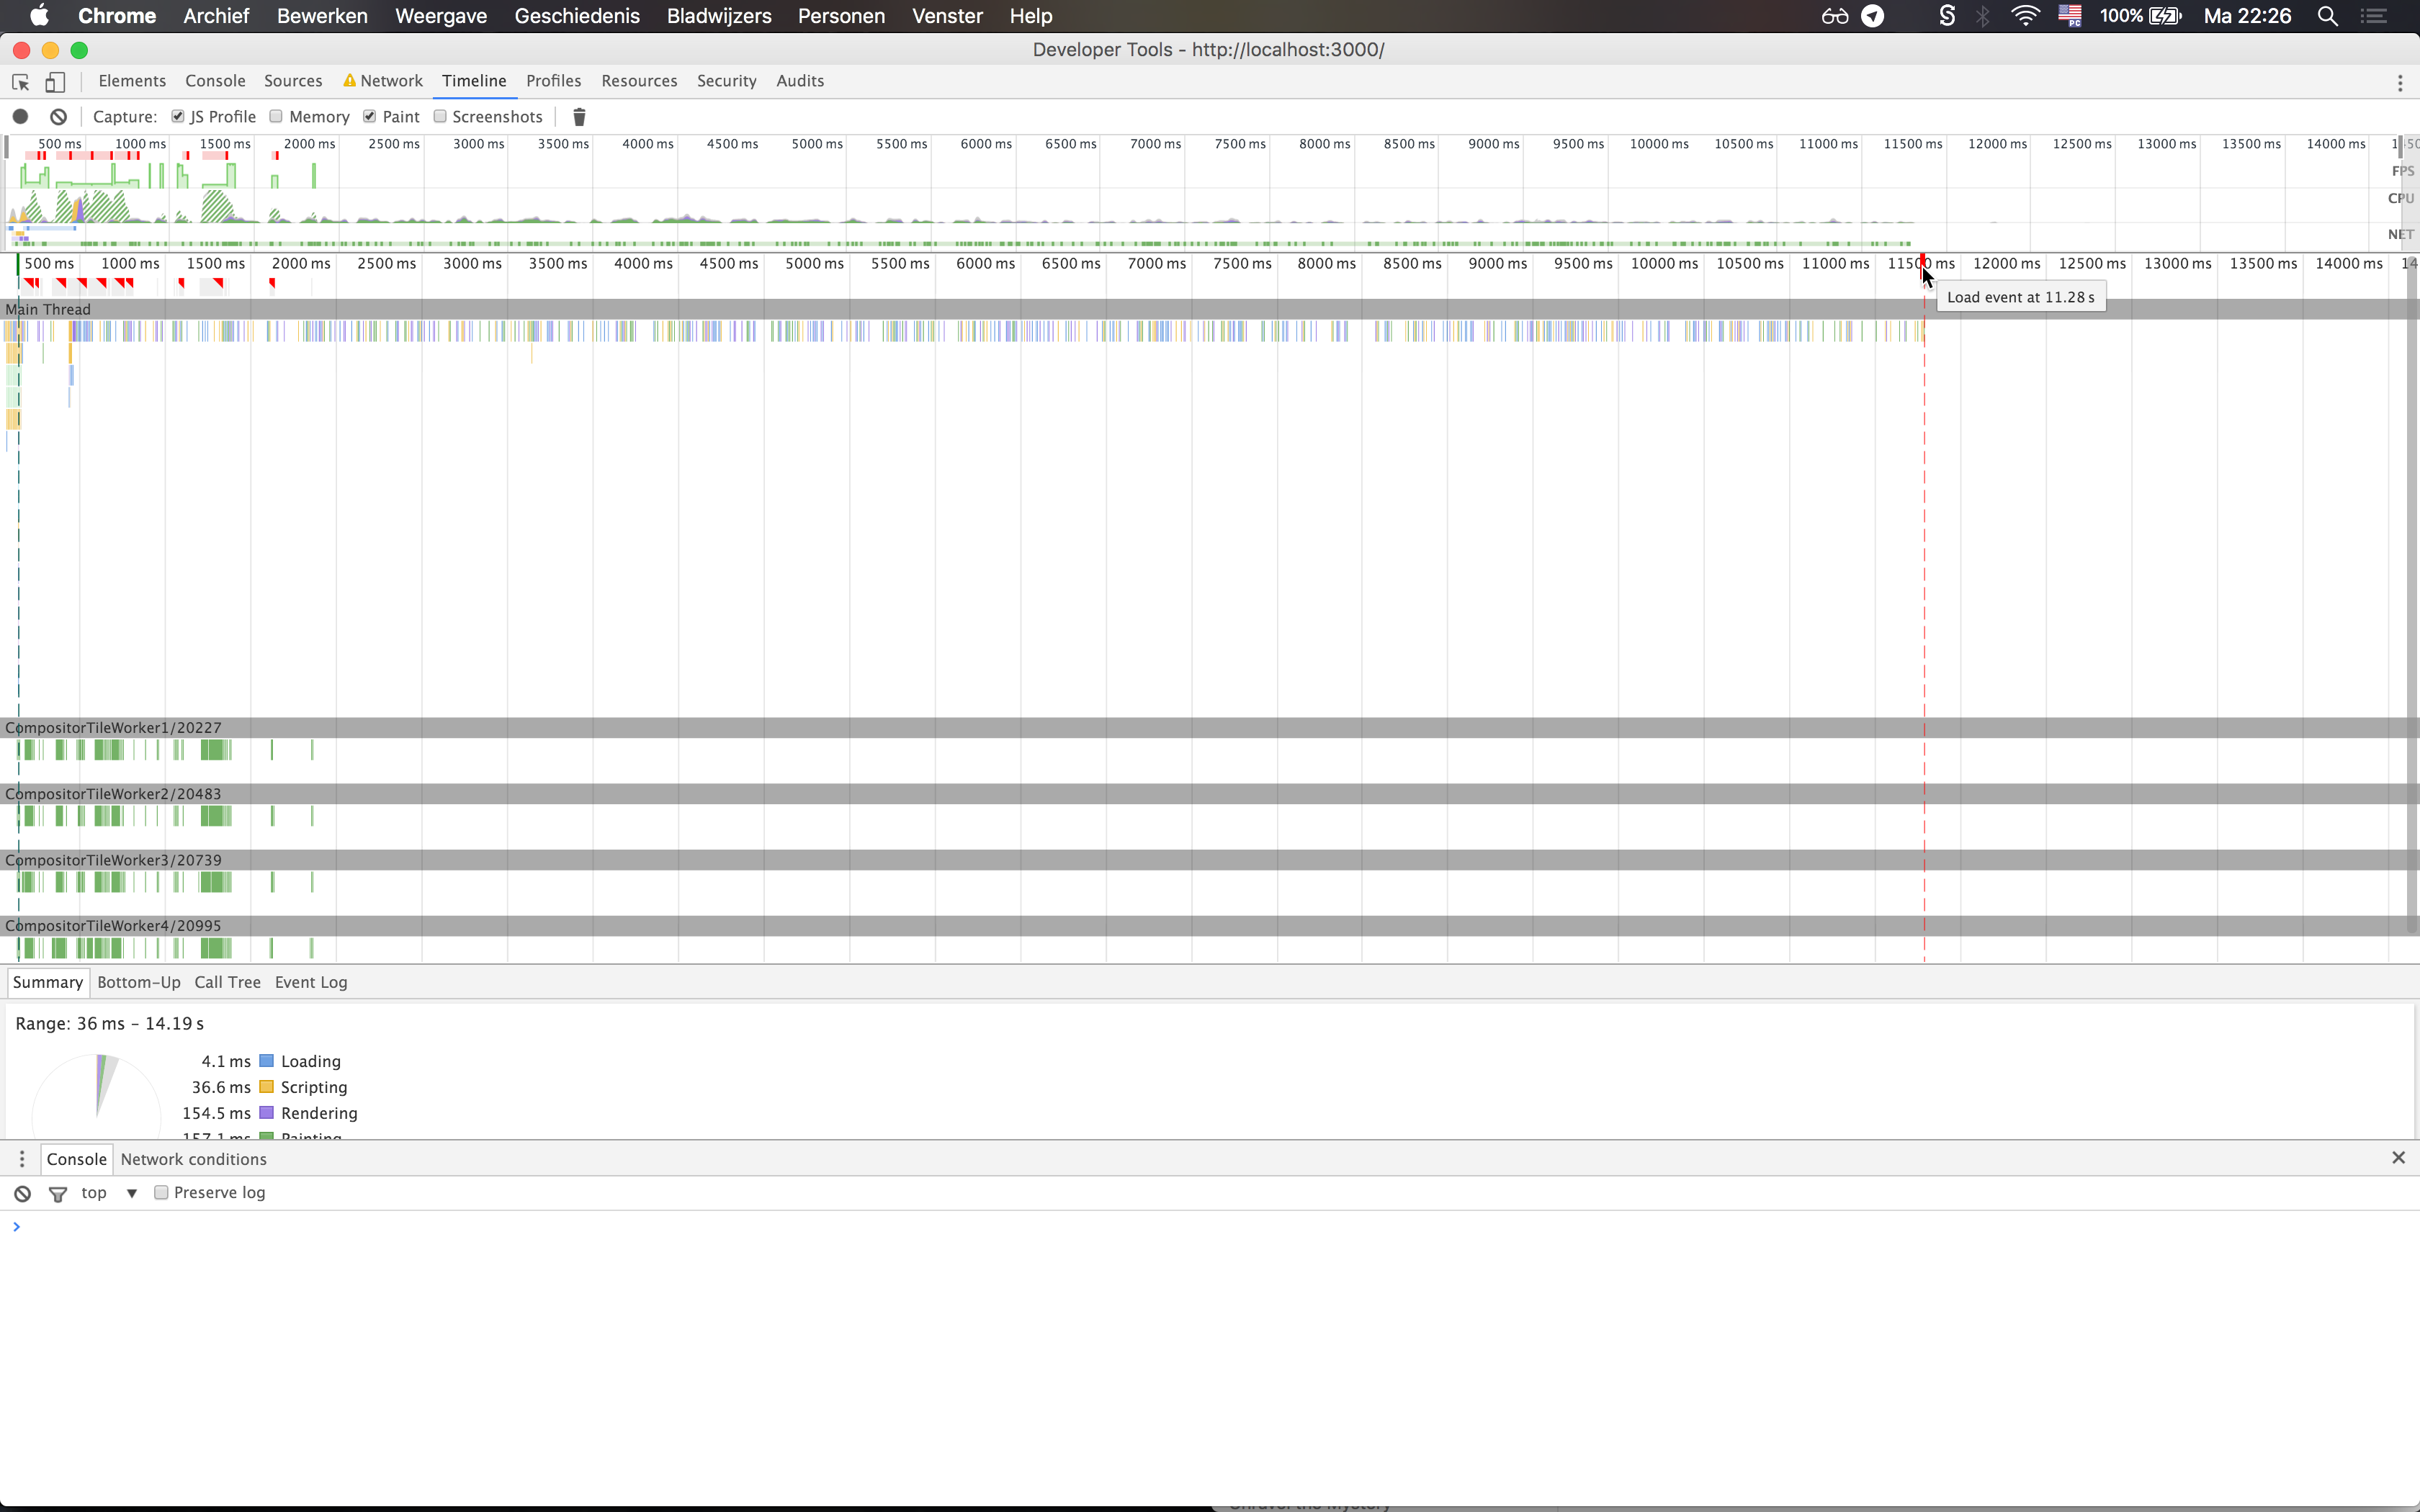 Chrome Archief Bewerken Weergave Geschiedenis Bladwijzers Personen Venster Help 100% Ma 22:26
Developer Tools - http://localhost:3000/
Elements Console Sources Network Timeline Profiles Resources Security Audits
Capture: JS Profile Memory Paint Screenshots
500 ms 1000 ms 1500 ms 2000 ms 2500 ms 3000 ms 3500 ms 4000 ms 4500 ms 5000 ms 5500 ms 6000 ms 6500 ms 7000 ms 7500 ms 8000 ms 8500 ms 9000 ms 9500 ms 10000 ms 10500 ms 11000 ms 11500 ms 12000 ms 12500 ms 13000 ms 13500 ms 14000 ms
FPS
CPU
NET
500 ms 1000 ms 1500 ms 2000 ms 2500 ms 3000 ms 3500 ms 4000 ms 4500 ms 5000 ms 5500 ms 6000 ms 6500 ms 7000 ms 7500 ms 8000 ms 8500 ms 9000 ms 9500 ms 10000 ms 10500 ms 11000 ms 11500 ms 12000 ms 12500 ms 13000 ms 13500 ms 14000 ms 14
Load event at 11.28 s
Main Thread
CompositorTileWorker1/20227
CompositorTileWorker2/20483
CompositorTileWorker3/20739
CompositorTileWorker4/20995
Summary Bottom-Up Call Tree Event Log
Range: 36 ms – 14.19 s
4.1 ms Loading
36.6 ms Scripting
154.5 ms Rendering
157.1 ms Painting
Console Network conditions
top Preserve log